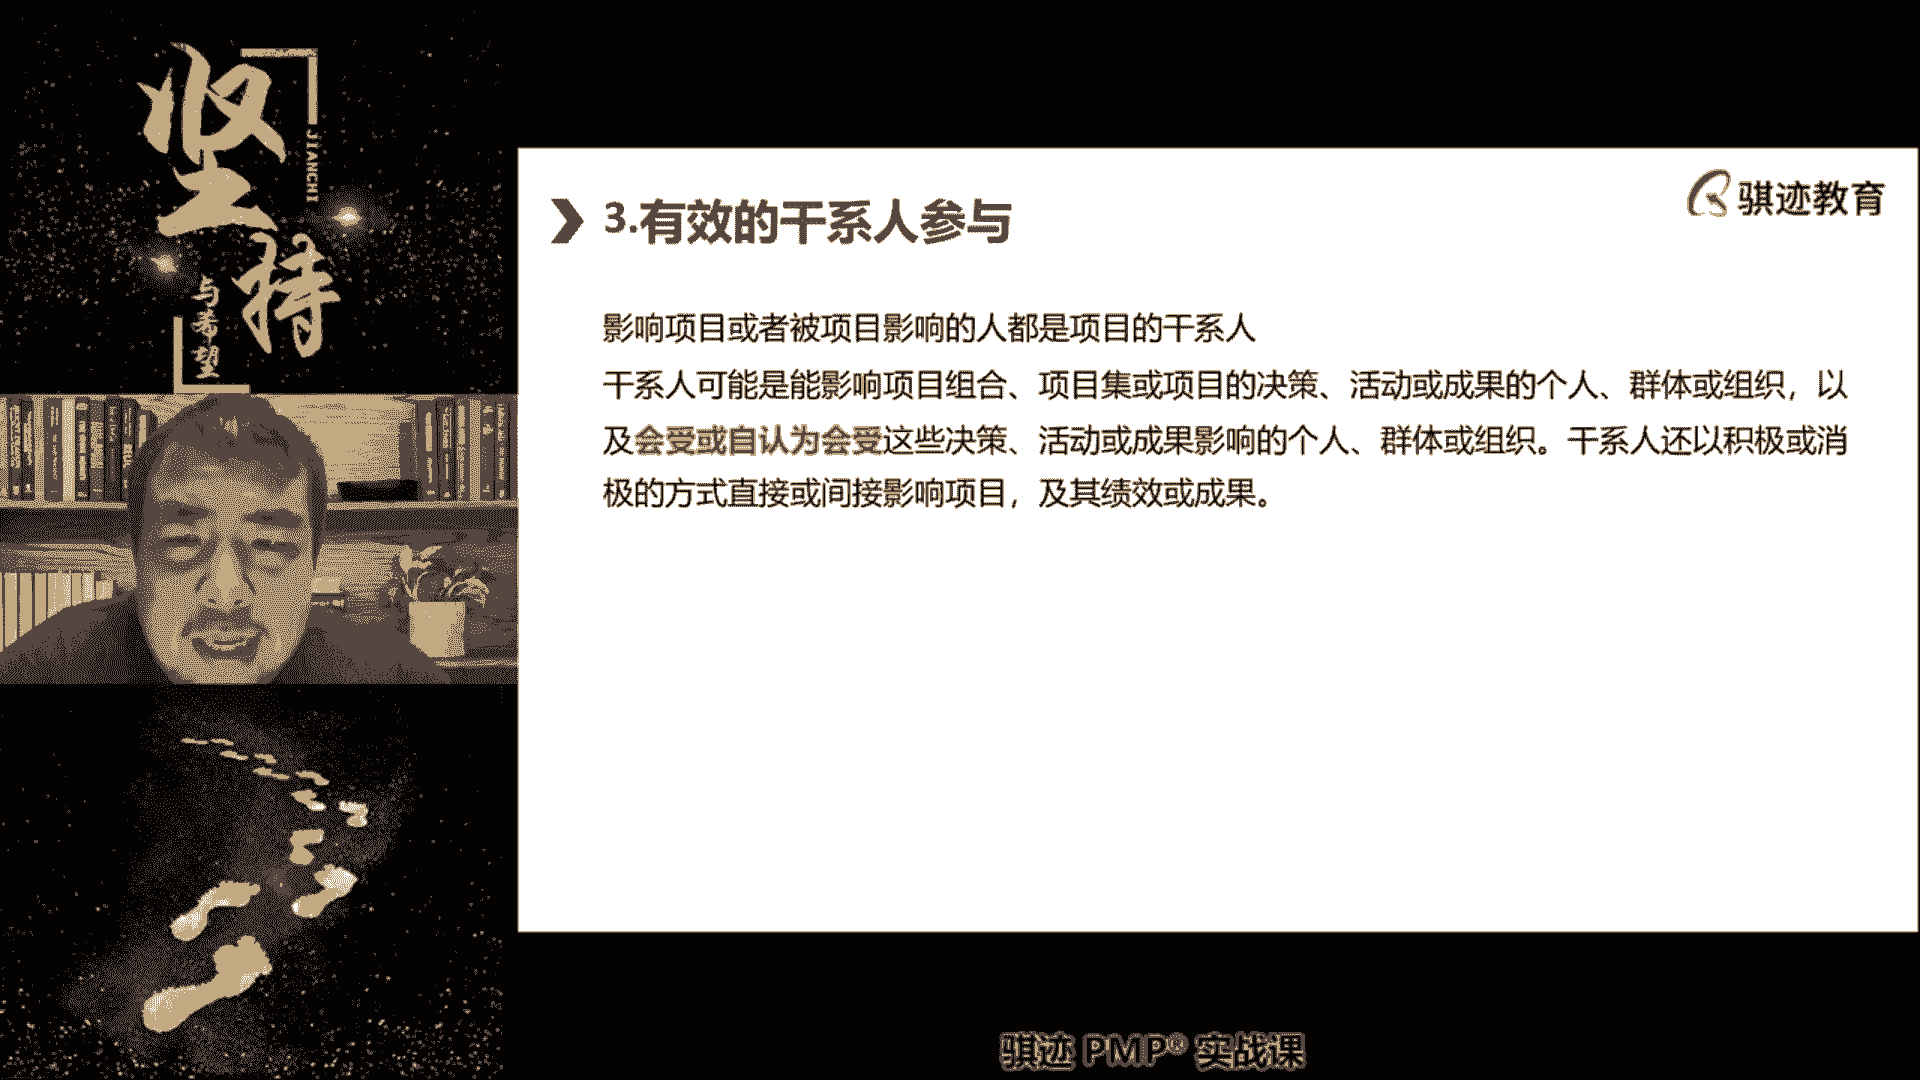 坚持
JIANCHI
与希望
骐迹教育
3.有效的干系人参与
影响项目或者被项目影响的人都是项目的干系人
干系人可能是能影响项目组合、项目集或项目的决策、活动或成果的个人、群体或组织，以
及会受或自认为会受这些决策、活动或成果影响的个人、群体或组织。干系人还以积极或消
极的方式直接或间接影响项目，及其绩效或成果。
骐迹 PMP® 实战课